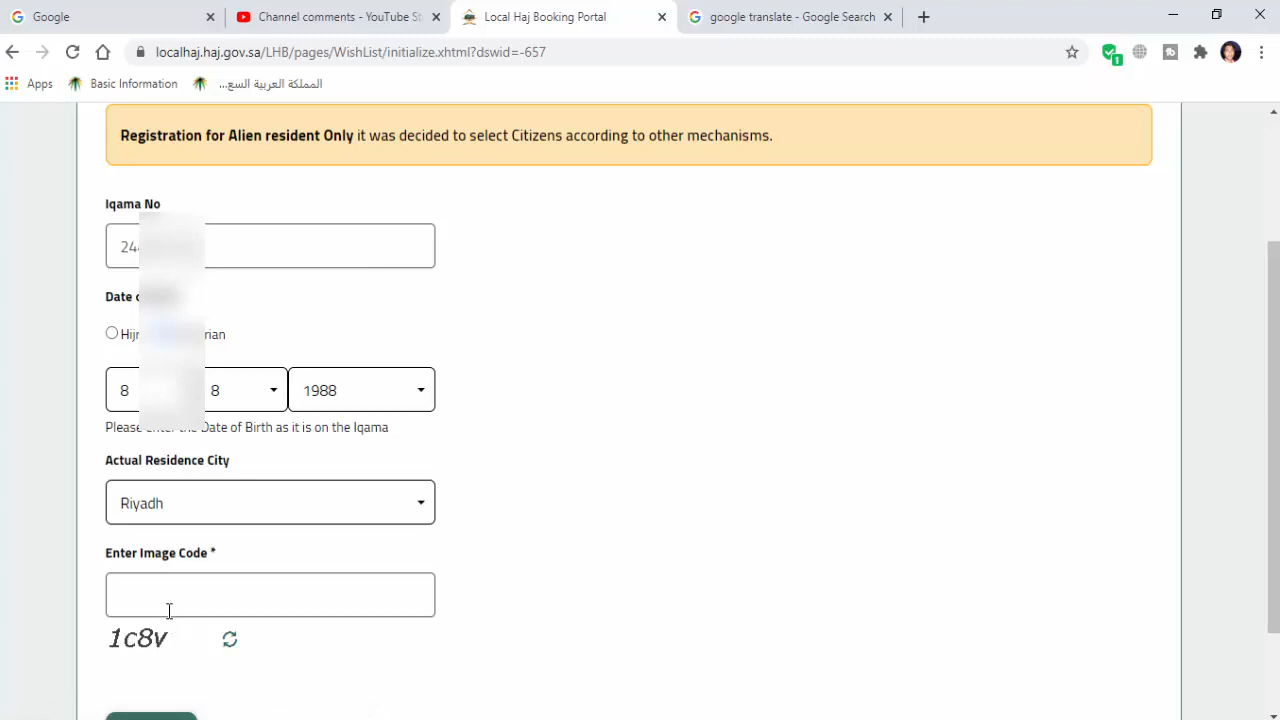 Google
Channel comments - YouTube St
Local Haj Booking Portal
google translate - Google Search
localhaj.haj.gov.sa/LHB/pages/WishList/initialize.xhtml?dswid=-657
Apps
Basic Information
المملكة العربية السع...
1
Registration for Alien resident Only it was decided to select Citizens according to other mechanisms.
Iqama No
24
Date
Hijr rian
8 8 1988
Please Enter the Date of Birth as it is on the Iqama
Actual Residence City
Riyadh
Enter Image Code *
1c8v